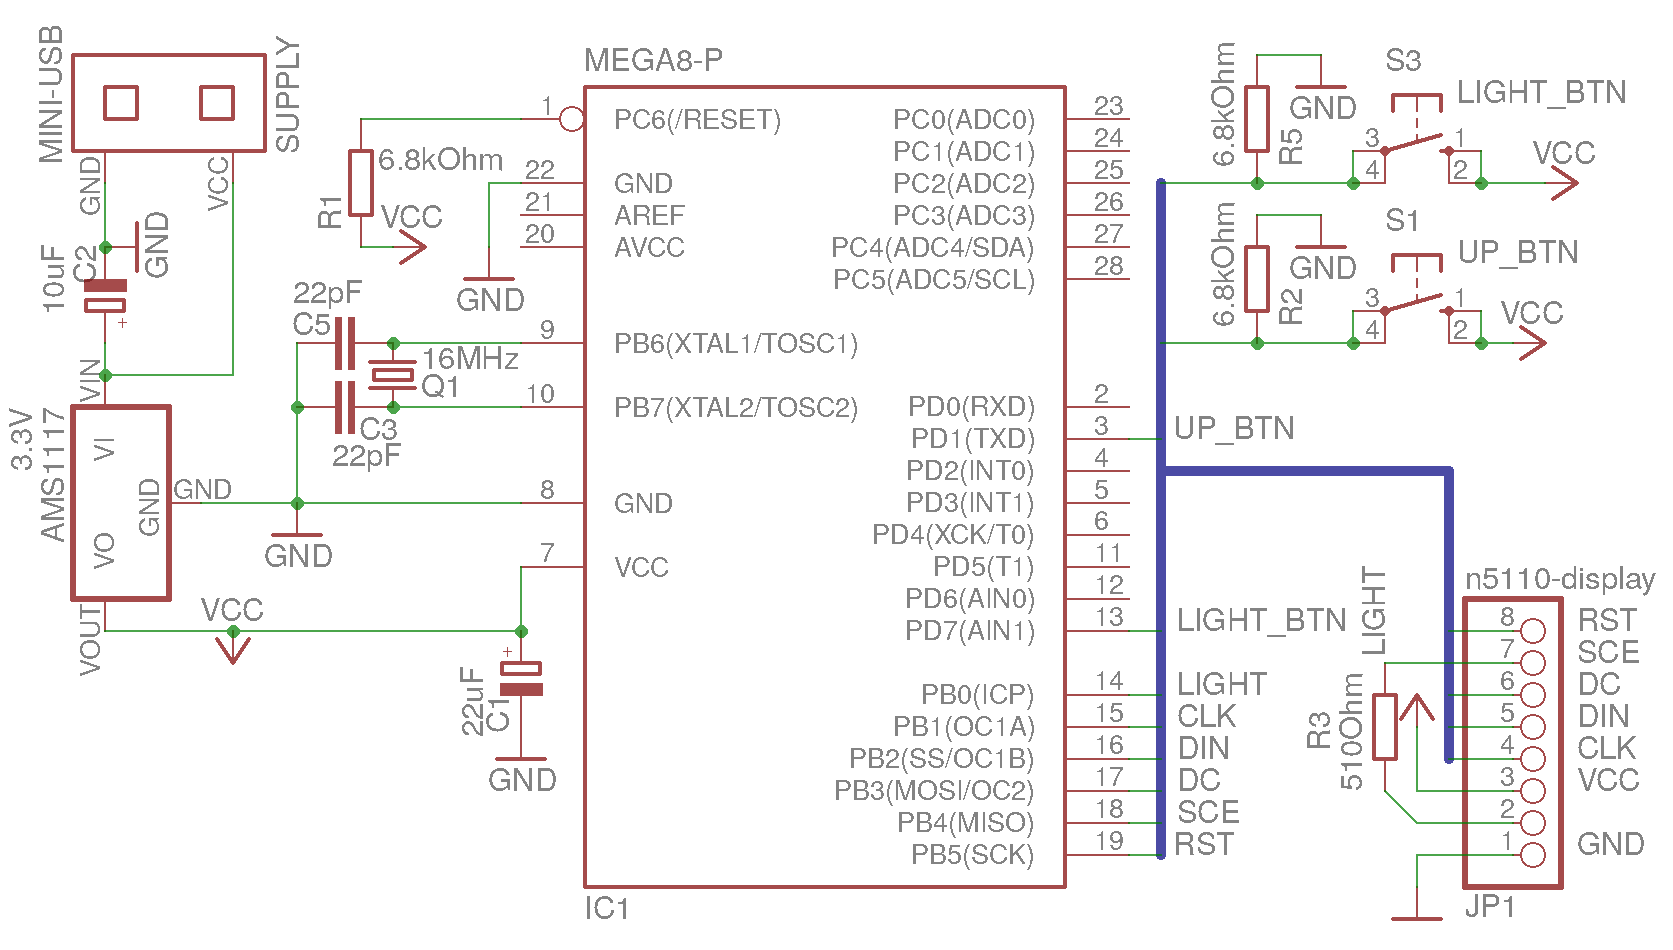 MINI-USB
SUPPLY
GND
VCC
10uF
C2
GND
+
VIN
3.3V
AMS1117
VI
GND
VO
GND
VOUT
VCC
GND
R1
6.8kOhm
VCC
GND
22pF
C5
16MHz
Q1
C3
22pF
+
22uF
C1
GND
MEGA8-P
1 PC6(/RESET)
22 GND
21 AREF
20 AVCC
9 PB6(XTAL1/TOSC1)
10 PB7(XTAL2/TOSC2)
8 GND
7 VCC
PC0(ADC0) 23
PC1(ADC1) 24
PC2(ADC2) 25
PC3(ADC3) 26
PC4(ADC4/SDA) 27
PC5(ADC5/SCL) 28
PD0(RXD) 2
PD1(TXD) 3 UP_BTN
PD2(INT0) 4
PD3(INT1) 5
PD4(XCK/T0) 6
PD5(T1) 11
PD6(AIN0) 12
PD7(AIN1) 13 LIGHT_BTN
PB0(ICP) 14 LIGHT
PB1(OC1A) 15 CLK
PB2(SS/OC1B) 16 DIN
PB3(MOSI/OC2) 17 DC
PB4(MISO) 18 SCE
PB5(SCK) 19 RST
IC1
6.8kOhm
R5
GND
S3
LIGHT_BTN
3 1
4 2
VCC
6.8kOhm
R2
GND
S1
UP_BTN
3 1
4 2
VCC
LIGHT
R3
510Ohm
n5110-display
8 RST
7 SCE
6 DC
5 DIN
4 CLK
3 VCC
2
1 GND
JP1